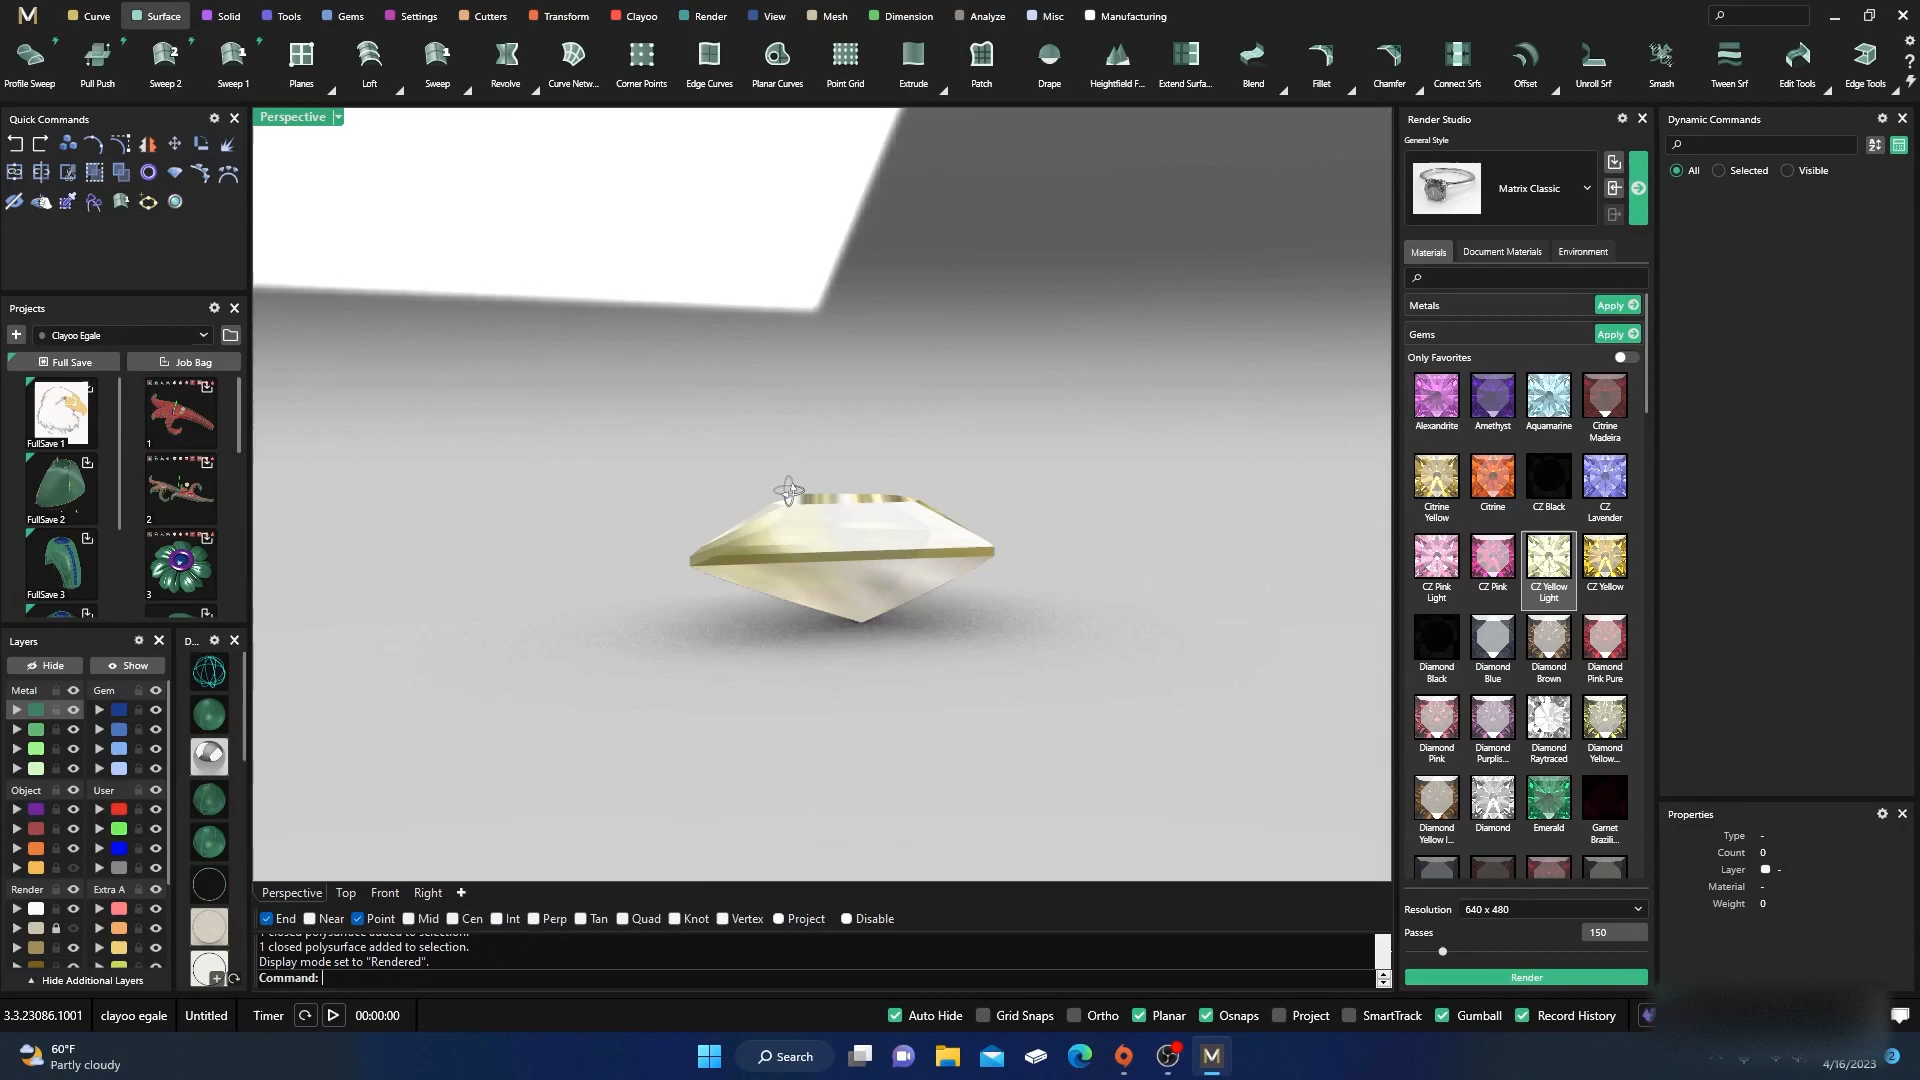 Curve Surface Solid Tools Gems Settings Cutters Transform Clayoo Render View Mesh Dimension Analyze Misc Manufacturing
Profile Sweep Pull Push Sweep 2 Sweep 1 Planes Loft Sweep Revolve Curve Netw... Corner Points Edge Curves Planar Curves Point Grid Extrude Patch Drape Heightfield F... Extend Surfa... Blend Fillet Chamfer Connect Srfs Offset Unroll Srf Smash Tween Srf Edit Tools Edge Tools
Quick Commands
Projects
Clayoo Egale
Full Save Job Bag
FullSave 1 1
FullSave 2 2
FullSave 3 3
Layers D...
Hide Show
Metal Gem
Object User
Render Extra A
Hide Additional Layers
Perspective
Perspective Top Front Right
End Near Point Mid Cen Int Perp Tan Quad Knot Vertex Project Disable
1 closed polysurface added to selection.
1 closed polysurface added to selection.
Display mode set to "Rendered".
Command:
Render Studio
General Style
Matrix Classic
Materials Document Materials Environment
Metals Apply
Gems Apply
Only Favorites
Alexandrite Amethyst Aquamarine Citrine Madeira
Citrine Yellow Citrine CZ Black CZ Lavender
CZ Pink Light CZ Pink CZ Yellow Light CZ Yellow
Diamond Black Diamond Blue Diamond Brown Diamond Pink Pure
Diamond Pink Diamond Purplis... Diamond Raytraced Diamond Yellow...
Diamond Yellow I... Diamond Emerald Garnet Brazili...
Resolution 640 x 480
Passes 150
Render
Dynamic Commands
All Selected Visible
Properties
Type -
Count 0
Layer -
Material -
Weight 0
3.3.23086.1001 clayoo egale Untitled Timer 00:00:00 Auto Hide Grid Snaps Ortho Planar Osnaps Project SmartTrack Gumball Record History
60°F
Partly cloudy
Search
4/16/2023
2